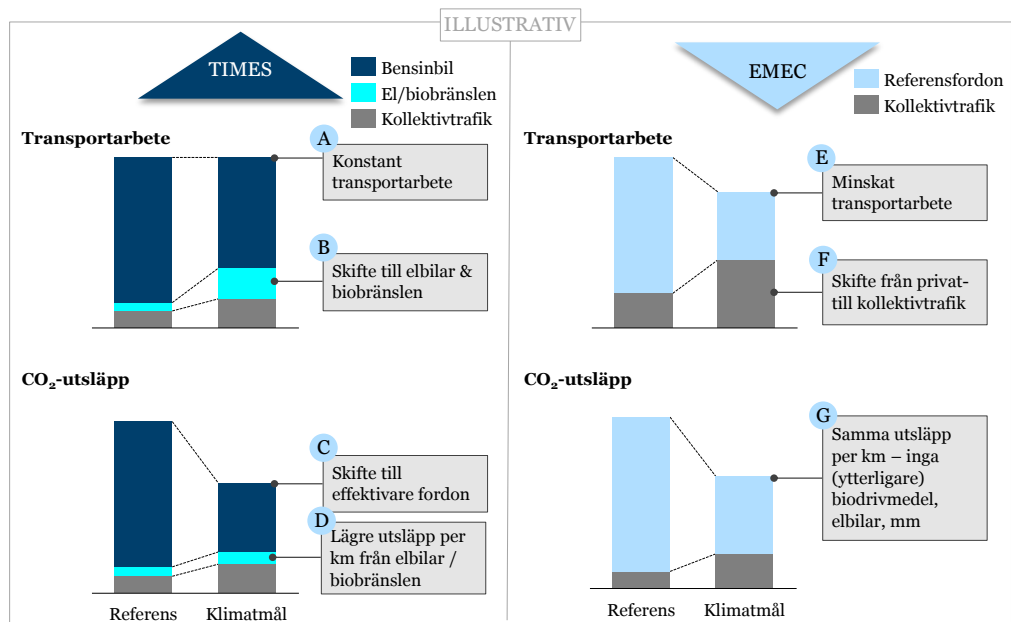 ILLUSTRATIV
TIMES
Bensinbil
El/biobränslen
Kollektivtrafik
Transportarbete
A
Konstant
transportarbete
B
Skifte till elbilar &
biobränslen
CO₂-utsläpp
C
Skifte till
effektivare fordon
D
Lägre utsläpp per
km från elbilar /
biobränslen
Referens
Klimatmål
EMEC
Referensfordon
Kollektivtrafik
Transportarbete
E
Minskat
transportarbete
F
Skifte från privat-
till kollektivtrafik
CO₂-utsläpp
G
Samma utsläpp
per km – inga
(ytterligare)
biodrivmedel,
elbilar, mm
Referens
Klimatmål